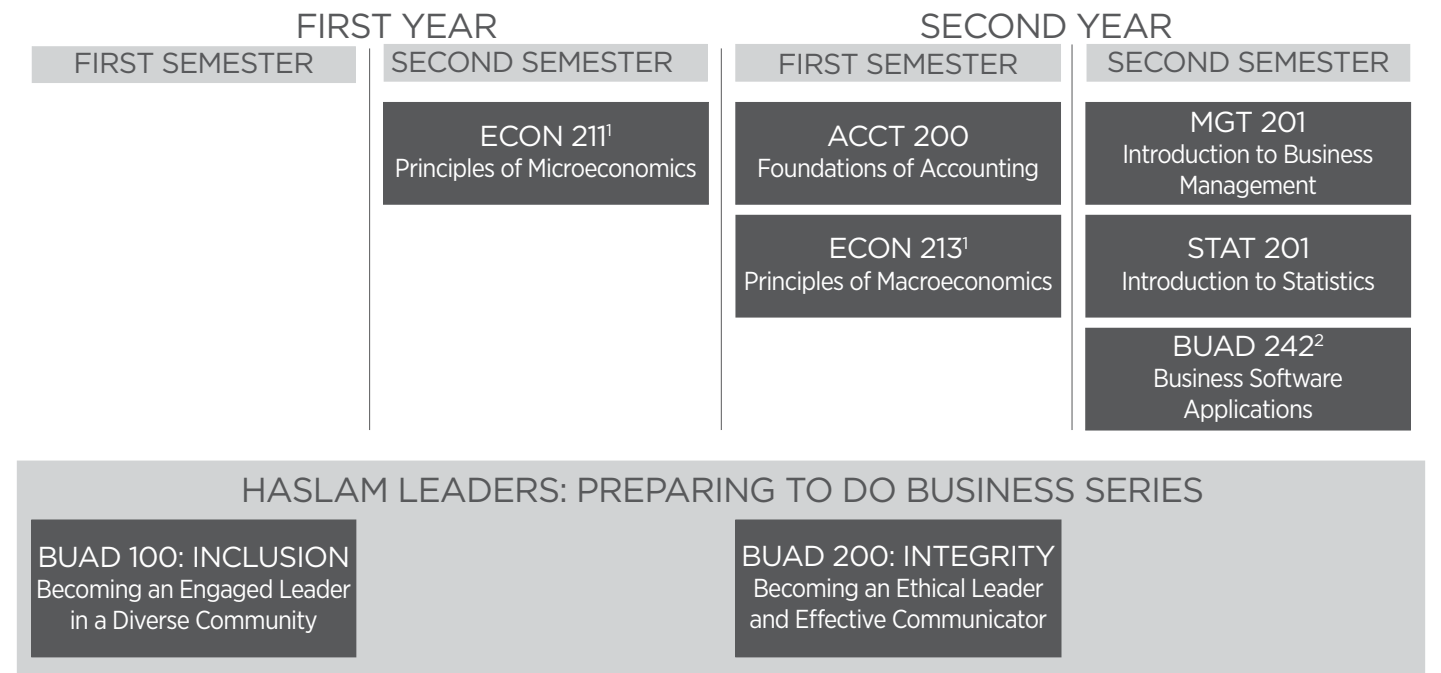 FIRST YEAR
SECOND YEAR
FIRST SEMESTER
SECOND SEMESTER
FIRST SEMESTER
SECOND SEMESTER
ECON 211¹
Principles of Microeconomics
ACCT 200
Foundations of Accounting
MGT 201
Introduction to Business
Management
ECON 213¹
Principles of Macroeconomics
STAT 201
Introduction to Statistics
BUAD 242²
Business Software
Applications
HASLAM LEADERS: PREPARING TO DO BUSINESS SERIES
BUAD 100: INCLUSION
Becoming an Engaged Leader
in a Diverse Community
BUAD 200: INTEGRITY
Becoming an Ethical Leader
and Effective Communicator